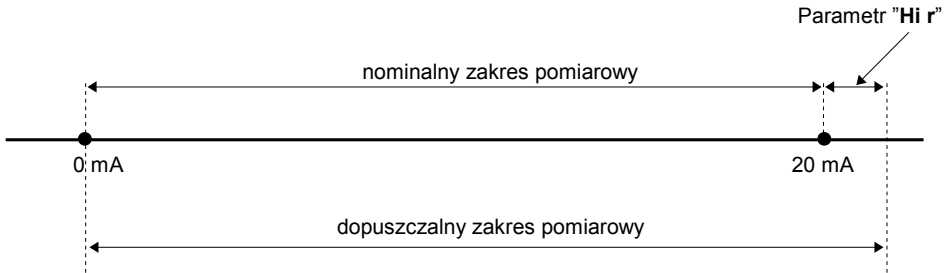 Parametr ”Hi r”
nominalny zakres pomiarowy
0 mA
20 mA
dopuszczalny zakres pomiarowy